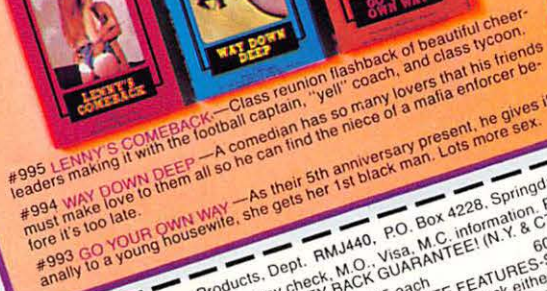 GO
OWN WAY
WAY DOWN
DEEP
LENNY'S
COMEBACK
#995 LENNY'S COMEBACK—Class reunion flashback of beautiful cheer-
leaders making it with the football captain, "yell" coach, and class tycoon.
#994 WAY DOWN DEEP —A comedian has so many lovers that his friends
must make love to them all so he can find the niece of a mafia enforcer be-
fore it's too late.
#993 GO YOUR OWN WAY —As their 5th anniversary present, he gives i
anally to a young housewife, she gets her 1st black man. Lots more sex.
Products, Dept. RMJ440, P.O. Box 4228, Springd
check, M.O., Visa, M.C. information,
BACK GUARANTEE! (N.Y. & C
each
FEATURES-